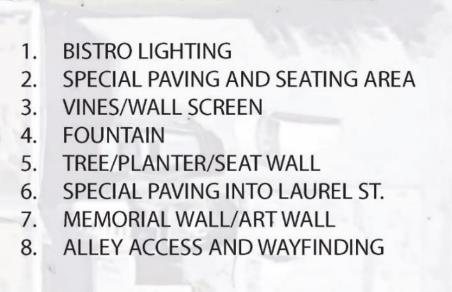 1. BISTRO LIGHTING
2. SPECIAL PAVING AND SEATING AREA
3. VINES/WALL SCREEN
4. FOUNTAIN
5. TREE/PLANTER/SEAT WALL
6. SPECIAL PAVING INTO LAUREL ST.
7. MEMORIAL WALL/ART WALL
8. ALLEY ACCESS AND WAYFINDING